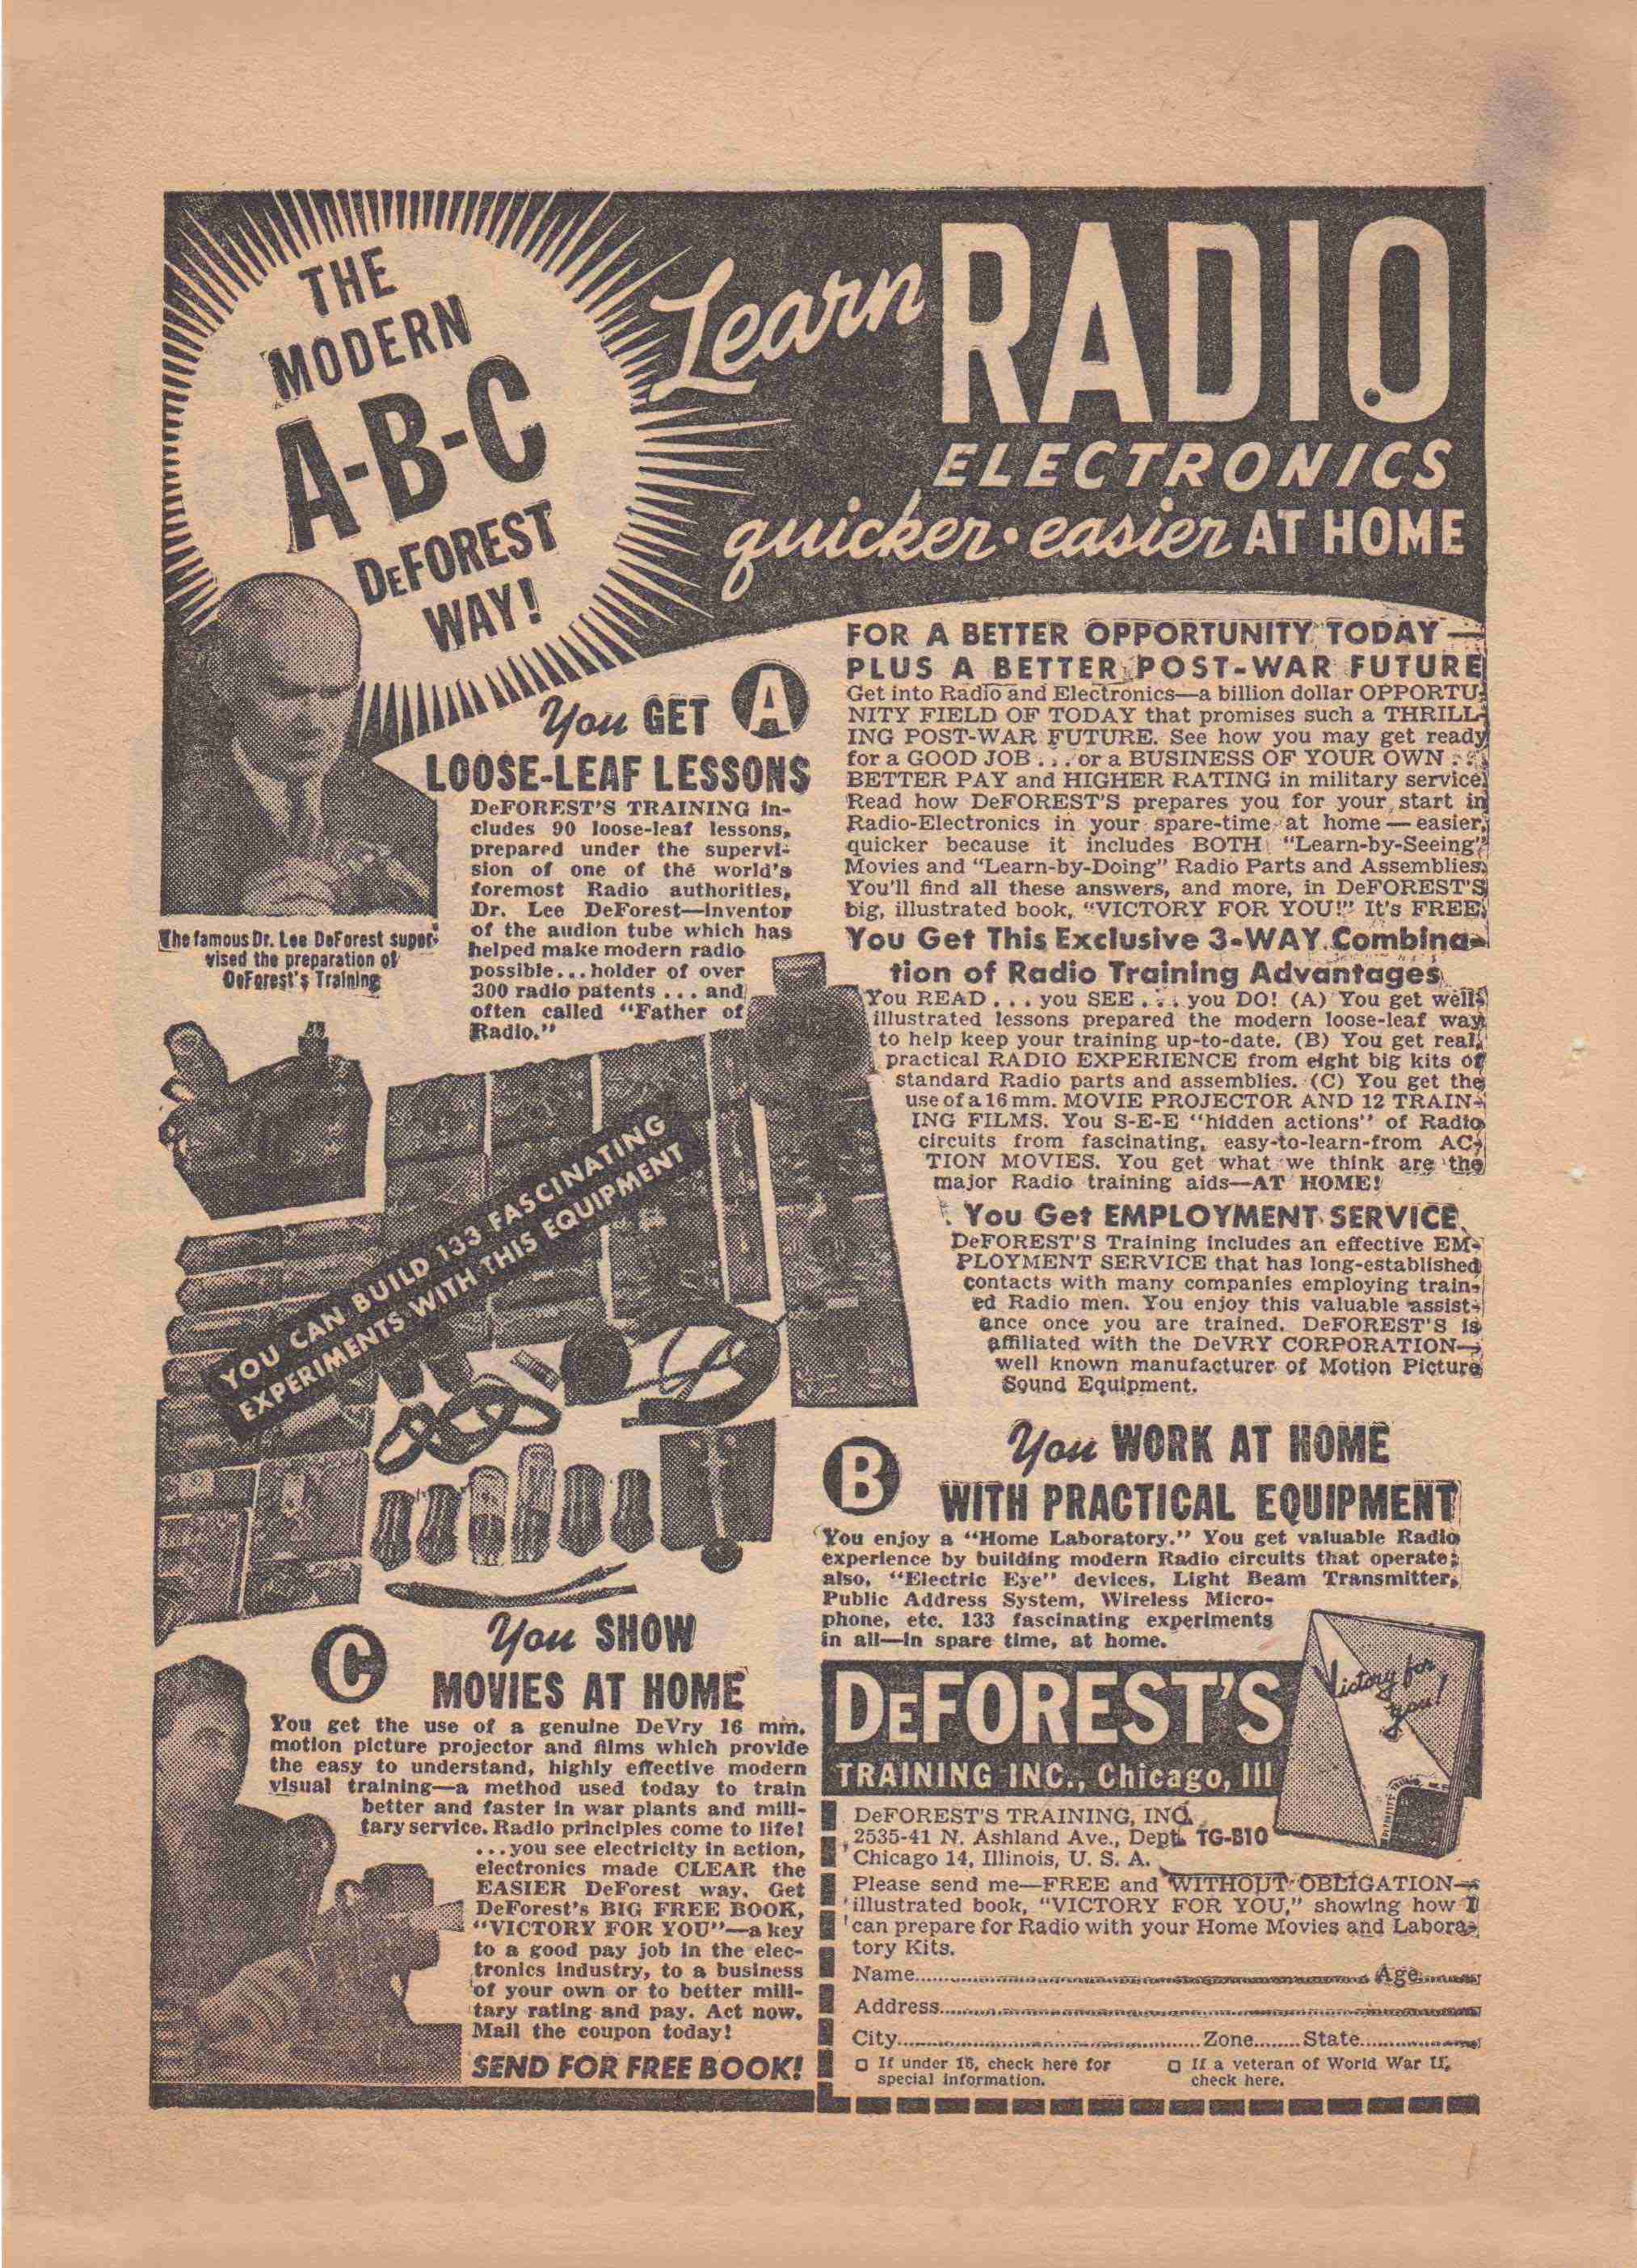 THE
MODERN
A-B-C
DeFOREST
WAY!
Learn RADIO
ELECTRONICS
quicker·easier AT HOME
The famous Dr. Lee DeForest super-
vised the preparation of
DeForest's Training
You GET A
LOOSE-LEAF LESSONS
DeFOREST'S TRAINING in-
cludes 90 loose-leaf lessons,
prepared under the supervi-
sion of one of the world's
foremost Radio authorities,
Dr. Lee DeForest—inventor
of the audion tube which has
helped make modern radio
possible...holder of over
300 radio patents ... and
often called "Father of
Radio."
YOU CAN BUILD 133 FASCINATING
EXPERIMENTS WITH THIS EQUIPMENT
FOR A BETTER OPPORTUNITY TODAY —
PLUS A BETTER POST-WAR FUTURE
Get into Radio and Electronics—a billion dollar OPPORTU-
NITY FIELD OF TODAY that promises such a THRILL-
ING POST-WAR FUTURE. See how you may get ready
for a GOOD JOB ... or a BUSINESS OF YOUR OWN ...
BETTER PAY and HIGHER RATING in military service.
Read how DeFOREST'S prepares you for your start in
Radio-Electronics in your spare-time at home — easier,
quicker because it includes BOTH "Learn-by-Seeing"
Movies and "Learn-by-Doing" Radio Parts and Assemblies.
You'll find all these answers, and more, in DeFOREST'S
big, illustrated book, "VICTORY FOR YOU!" It's FREE.
You Get This Exclusive 3-WAY Combina-
tion of Radio Training Advantages
You READ ... you SEE ... you DO! (A) You get well-
illustrated lessons prepared the modern loose-leaf way
to help keep your training up-to-date. (B) You get real,
practical RADIO EXPERIENCE from eight big kits of
standard Radio parts and assemblies. (C) You get the
use of a 16 mm. MOVIE PROJECTOR AND 12 TRAIN-
ING FILMS. You S-E-E "hidden actions" of Radio
circuits from fascinating, easy-to-learn-from AC-
TION MOVIES. You get what we think are the
major Radio training aids—AT HOME!
You Get EMPLOYMENT SERVICE
DeFOREST'S Training includes an effective EM-
PLOYMENT SERVICE that has long-established
contacts with many companies employing train-
ed Radio men. You enjoy this valuable assist-
ance once you are trained. DeFOREST'S is
affiliated with the DeVRY CORPORATION—
well known manufacturer of Motion Picture
Sound Equipment.
B You WORK AT HOME
WITH PRACTICAL EQUIPMENT
You enjoy a "Home Laboratory." You get valuable Radio
experience by building modern Radio circuits that operate;
also, "Electric Eye" devices, Light Beam Transmitter,
Public Address System, Wireless Micro-
phone, etc. 133 fascinating experiments
in all—in spare time, at home.
C You SHOW
MOVIES AT HOME
You get the use of a genuine DeVry 16 mm.
motion picture projector and films which provide
the easy to understand, highly effective modern
visual training—a method used today to train
better and faster in war plants and mili-
tary service. Radio principles come to life!
...you see electricity in action,
electronics made CLEAR the
EASIER DeForest way. Get
DeForest's BIG FREE BOOK,
"VICTORY FOR YOU"—a key
to a good pay job in the elec-
tronics industry, to a business
of your own or to better mili-
tary rating and pay. Act now.
Mail the coupon today!
SEND FOR FREE BOOK!
DeFOREST'S
TRAINING INC., Chicago, Ill
Victory for
you!
DeFOREST'S TRAINING, INC.
2535-41 N. Ashland Ave., Dept. TG-B10
Chicago 14, Illinois, U. S. A.
Please send me—FREE and WITHOUT OBLIGATION—
illustrated book, "VICTORY FOR YOU," showing how I
can prepare for Radio with your Home Movies and Labora-
tory Kits.
Name.......... Age..........
Address..........
City.......... Zone........ State..........
If under 16, check here for
special information.
If a veteran of World War II,
check here.